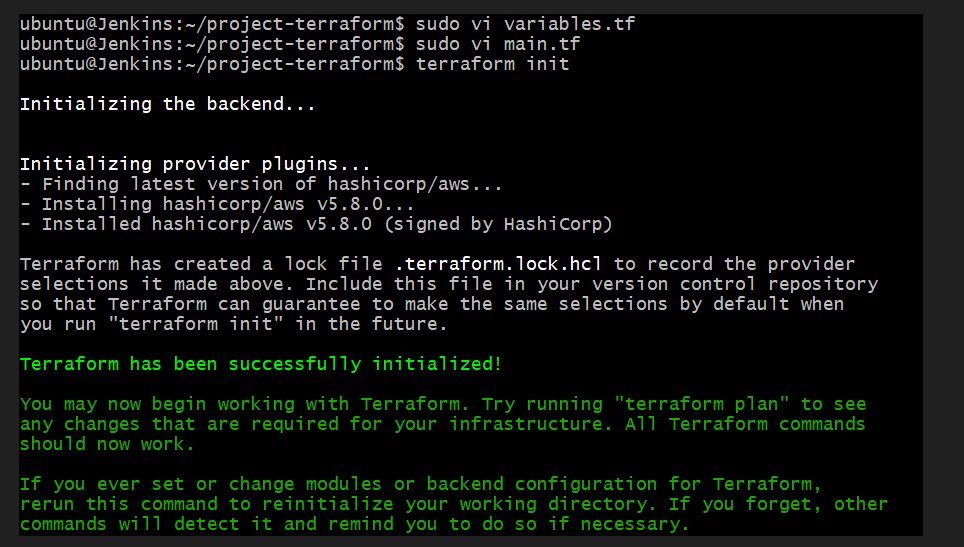 ubuntu@Jenkins:~/project-terraform$ sudo vi variables.tf
ubuntu@Jenkins:~/project-terraform$ sudo vi main.tf
ubuntu@Jenkins:~/project-terraform$ terraform init
Initializing the backend...
Initializing provider plugins...
- Finding latest version of hashicorp/aws...
- Installing hashicorp/aws v5.8.0...
- Installed hashicorp/aws v5.8.0 (signed by HashiCorp)
Terraform has created a lock file .terraform.lock.hcl to record the provider
selections it made above. Include this file in your version control repository
so that Terraform can guarantee to make the same selections by default when
you run "terraform init" in the future.
Terraform has been successfully initialized!
You may now begin working with Terraform. Try running "terraform plan" to see
any changes that are required for your infrastructure. All Terraform commands
should now work.
If you ever set or change modules or backend configuration for Terraform,
rerun this command to reinitialize your working directory. If you forget, other
commands will detect it and remind you to do so if necessary.